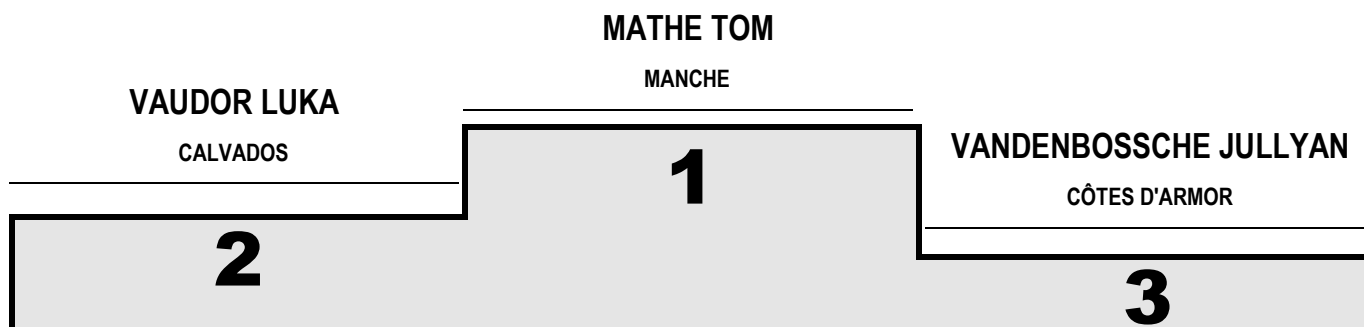 MATHE TOM
MANCHE
VAUDOR LUKA
CALVADOS
VANDENBOSSCHE JULLYAN
CÔTES D'ARMOR
1
2
3